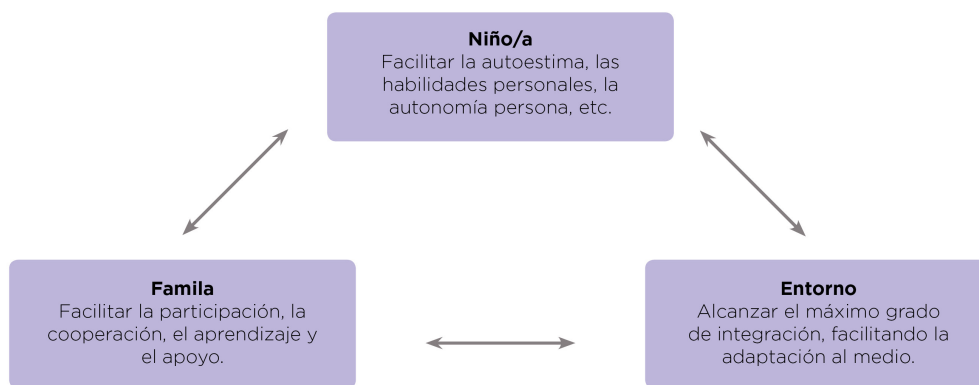 Niño/a
Facilitar la autoestima, las
habilidades personales, la
autonomía persona, etc.
Famila
Facilitar la participación, la
cooperación, el aprendizaje y
el apoyo.
Entorno
Alcanzar el máximo grado
de integración, facilitando la
adaptación al medio.